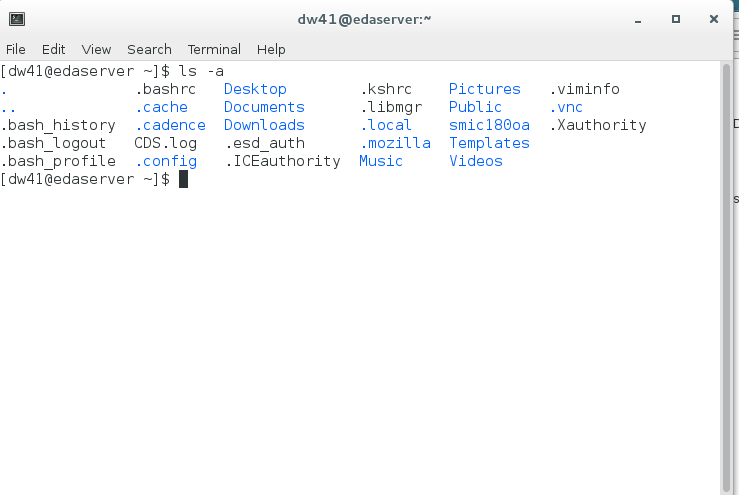 dw41@edaserver:~
File Edit View Search Terminal Help
[dw41@edaserver ~]$ ls -a
. .bashrc Desktop .kshrc Pictures .viminfo
.. .cache Documents .libmgr Public .vnc
.bash_history .cadence Downloads .local smic180oa .Xauthority
.bash_logout CDS.log .esd_auth .mozilla Templates
.bash_profile .config .ICEauthority Music Videos
[dw41@edaserver ~]$